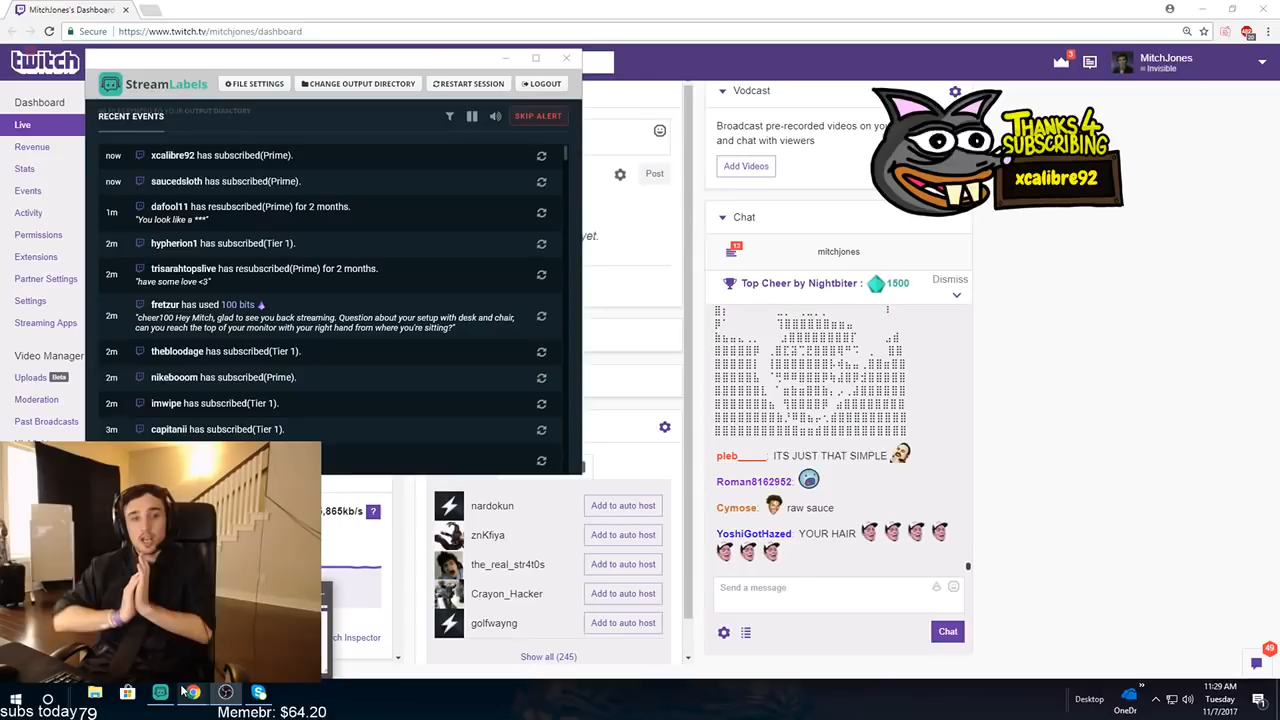 MitchJones's Dashboard
Secure
https://www.twitch.tv/mitchjones/dashboard
twitch
3
MitchJones
Invisible
StreamLabels
FILE SETTINGS
CHANGE OUTPUT DIRECTORY
RESTART SESSION
LOGOUT
RECENT EVENTS
SKIP ALERT
now xcalibre92 has subscribed(Prime).
now saucedsloth has subscribed(Prime).
1m dafool11 has resubscribed(Prime) for 2 months.
"You look like a ***"
2m hypherion1 has subscribed(Tier 1).
2m trisarahtopslive has resubscribed(Prime) for 2 months.
"have some love <3"
2m fretzur has used 100 bits
"cheer100 Hey Mitch, glad to see you back streaming. Question about your setup with desk and chair,
can you reach the top of your monitor with your right hand from where you're sitting?"
2m thebloodage has subscribed(Tier 1).
2m nikebooom has subscribed(Prime).
2m imwipe has subscribed(Tier 1).
3m capitanii has subscribed(Tier 1).
Dashboard
Live
Revenue
Stats
Events
Activity
Permissions
Extensions
Partner Settings
Settings
Streaming Apps
Video Manager
Uploads Beta
Moderation
Past Broadcasts
Post
yet.
,865kb/s ?
Inspector
nardokun Add to auto host
znKfiya Add to auto host
the_real_str4t0s Add to auto host
Crayon_Hacker Add to auto host
golfwayng Add to auto host
Show all (245)
Vodcast
Broadcast pre-recorded videos on
and chat with viewers
Add Videos
THANKS 4
SUBSCRIBING
xcalibre92
Chat
13
mitchjones
Top Cheer by Nightbiter : 1500
Dismiss
pleb_____: ITS JUST THAT SIMPLE
Roman8162952:
Cymose: raw sauce
YoshiGotHazed: YOUR HAIR
Send a message
Chat
49
subs today79
Memebr: $64.20
Desktop
OneDr
11:29 AM
Tuesday
11/7/2017